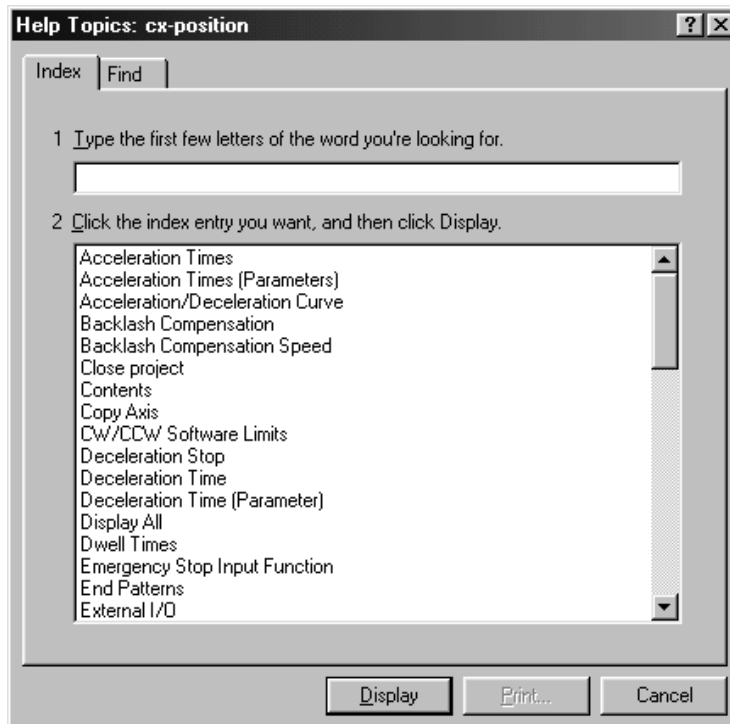 Help Topics: cx-position
Index Find
1 Type the first few letters of the word you're looking for.
2 Click the index entry you want, and then click Display.
Acceleration Times
Acceleration Times (Parameters)
Acceleration/Deceleration Curve
Backlash Compensation
Backlash Compensation Speed
Close project
Contents
Copy Axis
CW/CCW Software Limits
Deceleration Stop
Deceleration Time
Deceleration Time (Parameter)
Display All
Dwell Times
Emergency Stop Input Function
End Patterns
External I/O
Display Print... Cancel